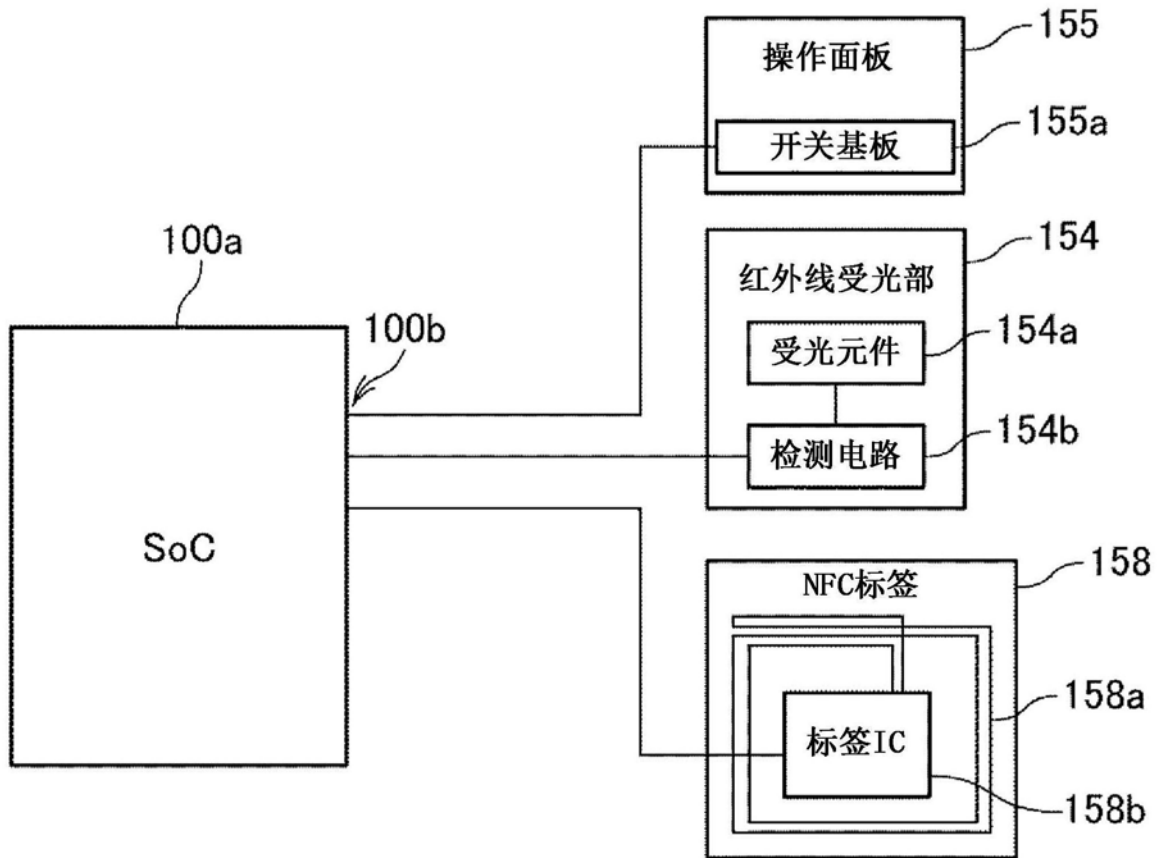 155
操作面板
155a
开关基板
100a
154
红外线受光部
100b
154a
受光元件
154b
检测电路
SoC
158
NFC标签
158a
标签IC
158b